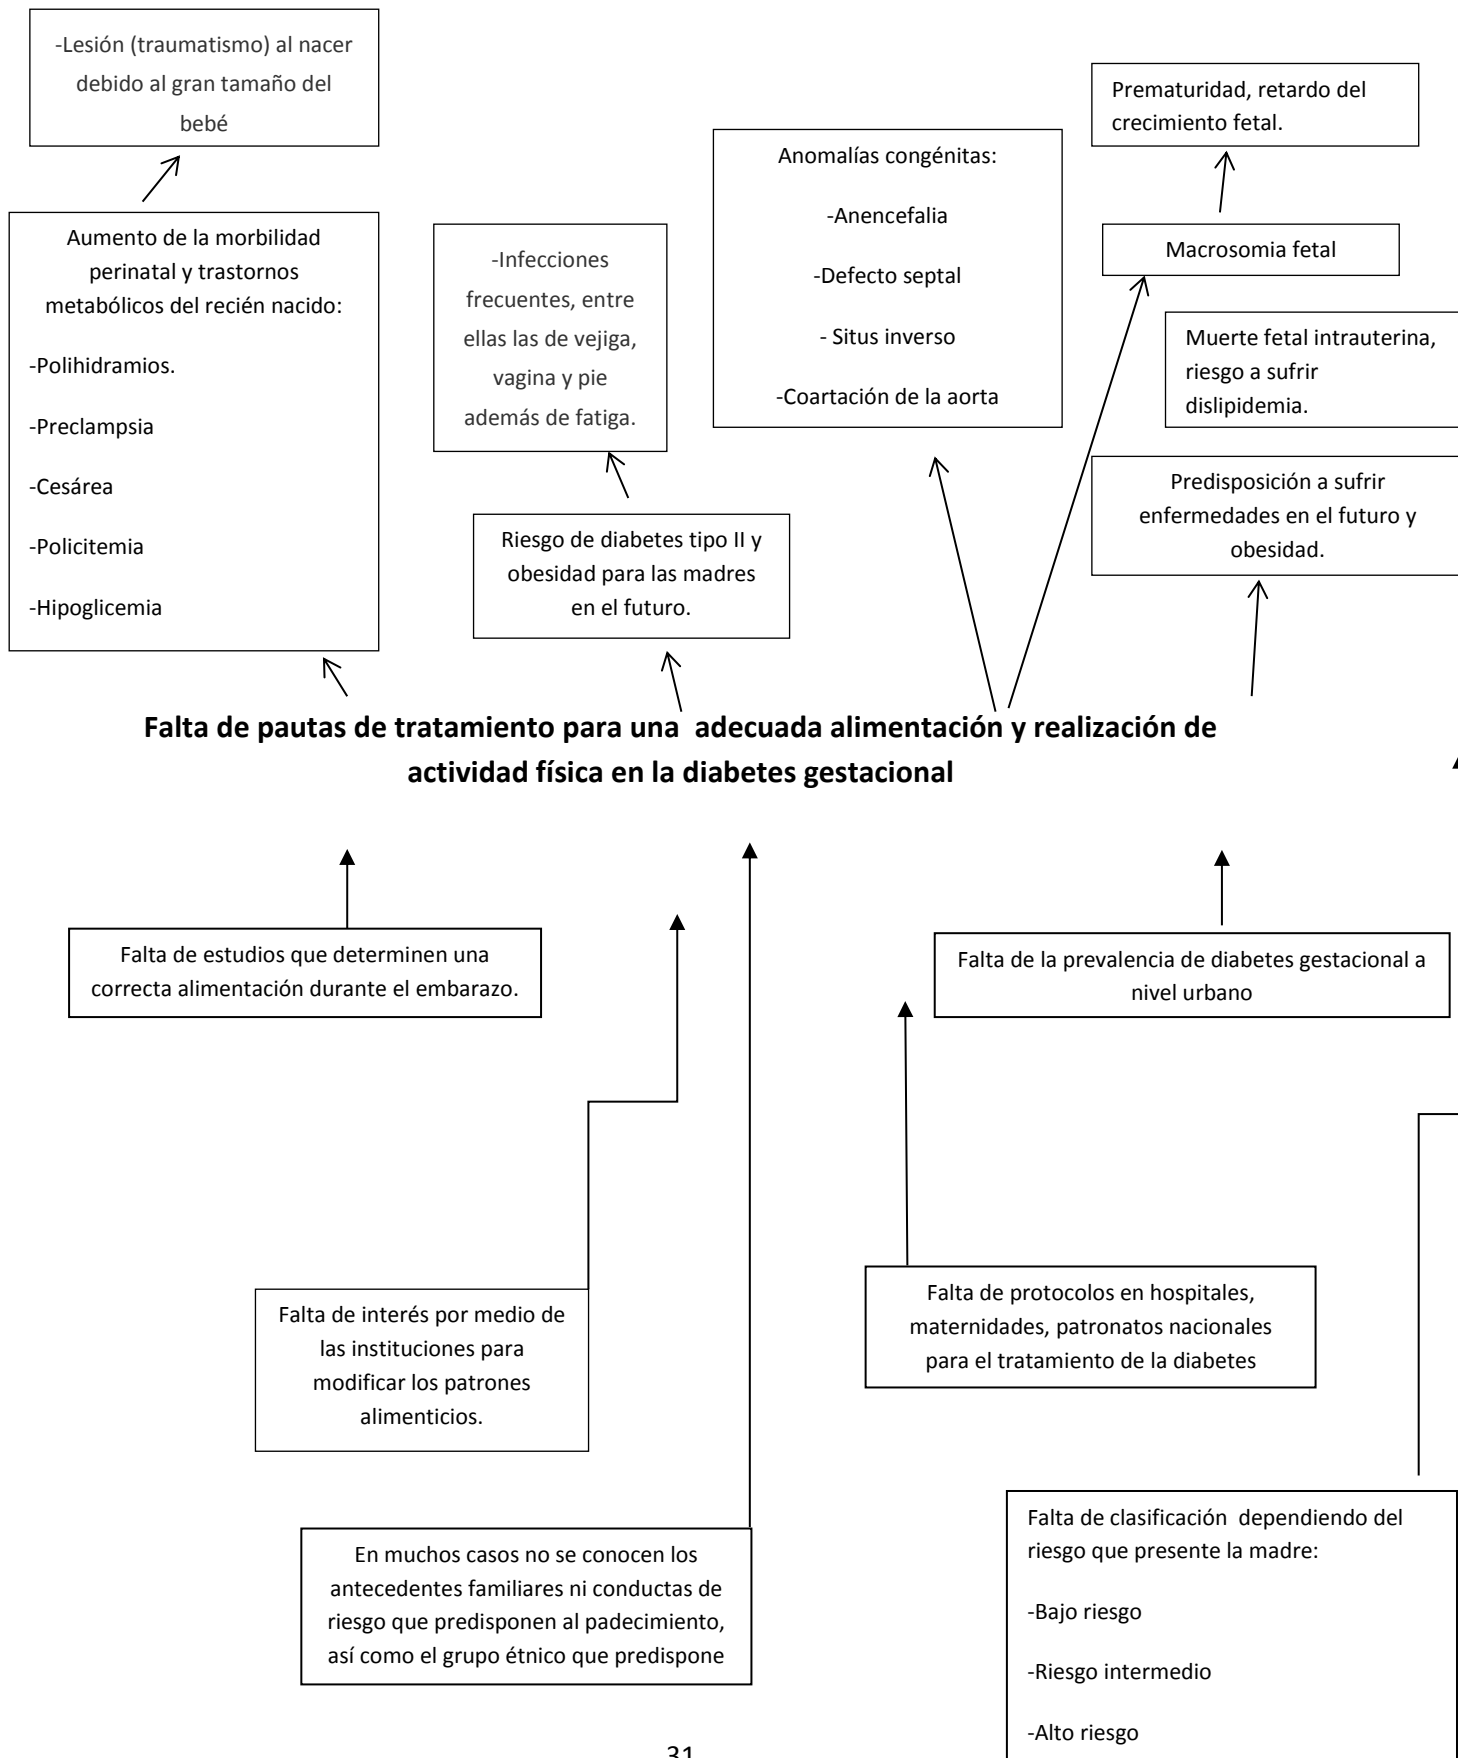 -Lesión (traumatismo) al nacer
debido al gran tamaño del
bebé
Prematuridad, retardo del
crecimiento fetal.
Anomalías congénitas:
-Anencefalia
-Defecto septal
- Situs inverso
-Coartación de la aorta
Aumento de la morbilidad
perinatal y trastornos
metabólicos del recién nacido:
-Polihidramios.
-Preclampsia
-Cesárea
-Policitemia
-Hipoglicemia
-Infecciones
frecuentes, entre
ellas las de vejiga,
vagina y pie
además de fatiga.
Macrosomia fetal
Muerte fetal intrauterina,
riesgo a sufrir
dislipidemia.
Predisposición a sufrir
enfermedades en el futuro y
obesidad.
Riesgo de diabetes tipo II y
obesidad para las madres
en el futuro.
Falta de pautas de tratamiento para una adecuada alimentación y realización de
actividad física en la diabetes gestacional
Falta de estudios que determinen una
correcta alimentación durante el embarazo.
Falta de la prevalencia de diabetes gestacional a
nivel urbano
Falta de interés por medio de
las instituciones para
modificar los patrones
alimenticios.
Falta de protocolos en hospitales,
maternidades, patronatos nacionales
para el tratamiento de la diabetes
En muchos casos no se conocen los
antecedentes familiares ni conductas de
riesgo que predisponen al padecimiento,
así como el grupo étnico que predispone
Falta de clasificación dependiendo del
riesgo que presente la madre:
-Bajo riesgo
-Riesgo intermedio
-Alto riesgo
31